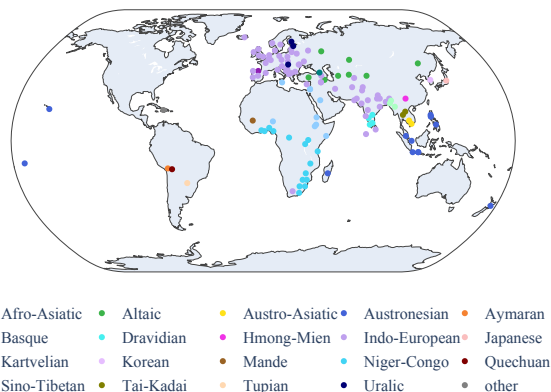 Afro-Asiatic Altaic Austro-Asiatic Austronesian Aymaran
Basque Dravidian Hmong-Mien Indo-European Japanese
Kartvelian Korean Mande Niger-Congo Quechuan
Sino-Tibetan Tai-Kadai Tupian Uralic other